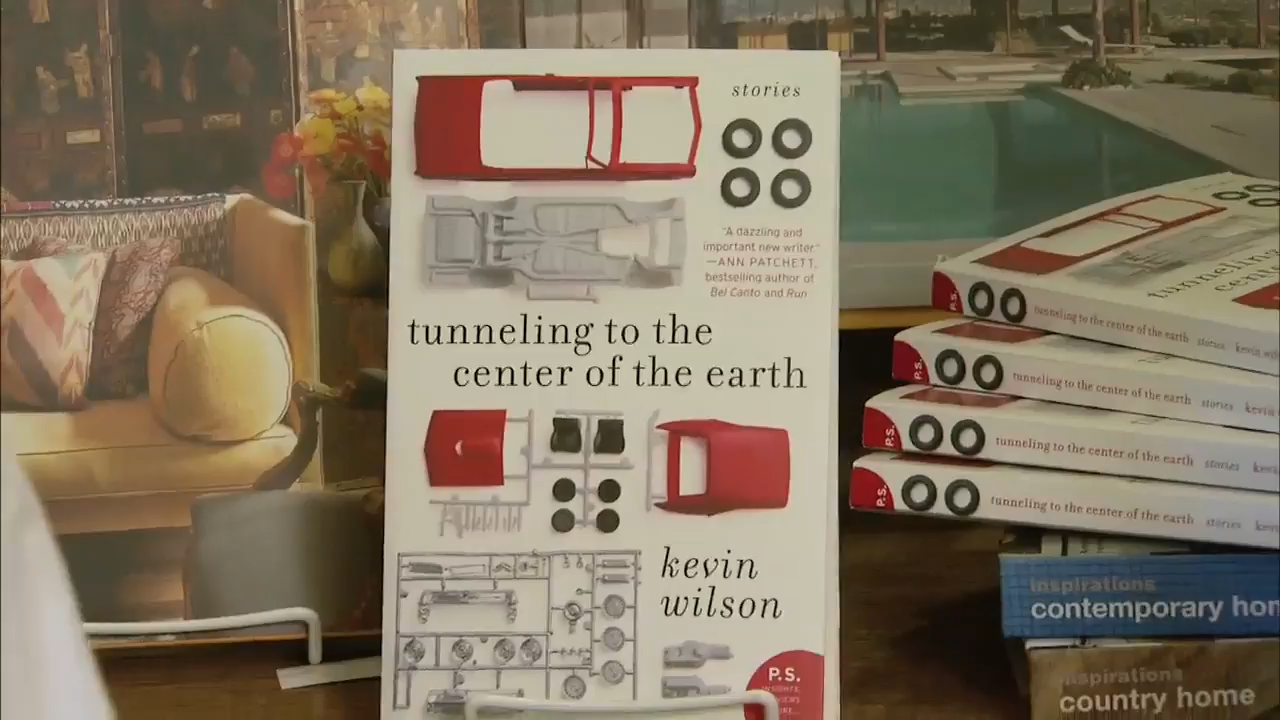 stories
"A dazzling and
important new writer"
—ANN PATCHETT,
bestselling author of
Bel Canto and Run
tunneling to the
center of the earth
kevin
wilson
P.S.
tunneling
P.S. tunneling to the center of the earth stories kevin
P.S. tunneling to the center of the earth stories kevin
P.S. tunneling to the center of the earth stories
P.S. tunneling to the center of the earth stories
inspirations
contemporary hom
inspirations
country home